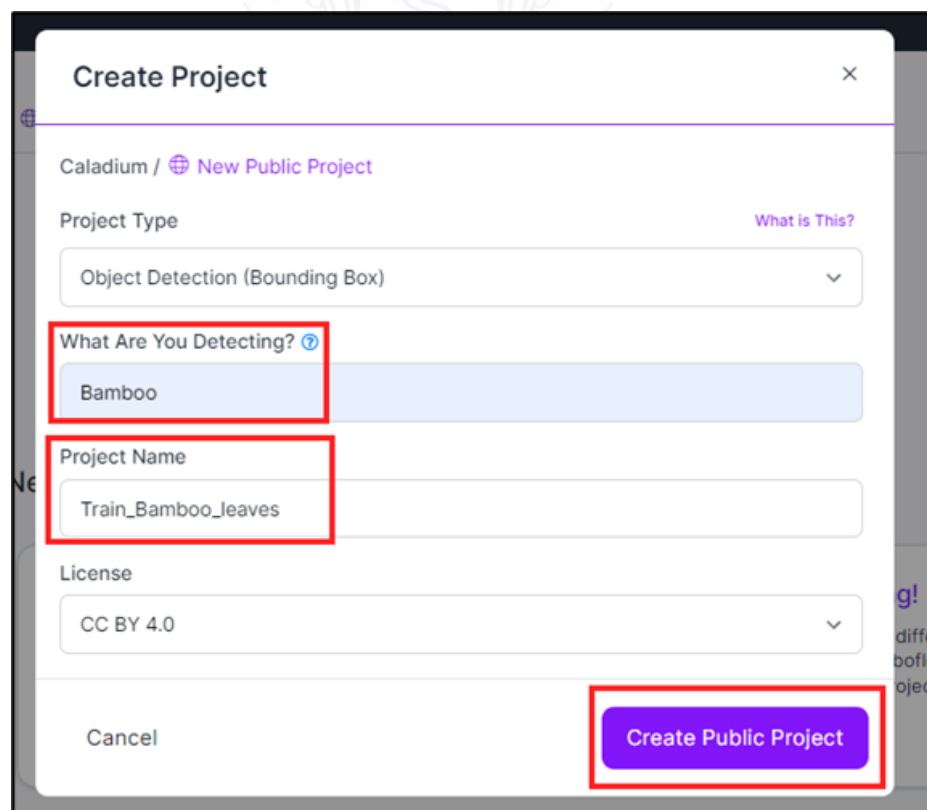 Create Project
Caladium / New Public Project
Project Type What is This?
Object Detection (Bounding Box)
What Are You Detecting?
Bamboo
Project Name
Train_Bamboo_leaves
License
CC BY 4.0
Cancel Create Public Project